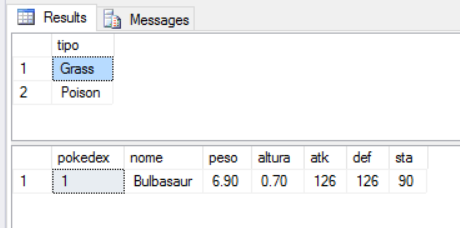 Results Messages
tipo
1 Grass
2 Poison
pokedex nome peso altura atk def sta
1 1 Bulbasaur 6.90 0.70 126 126 90